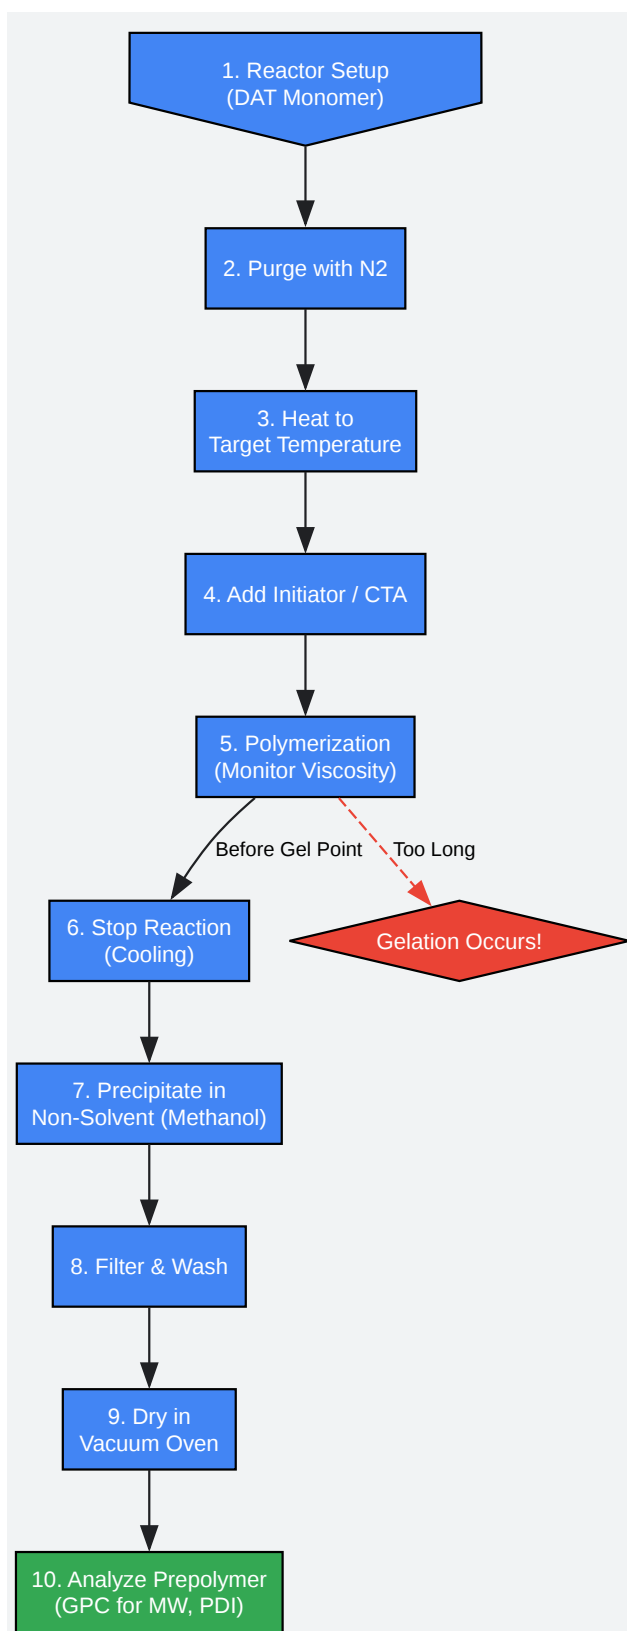 1. Reactor Setup
(DAT Monomer)
2. Purge with N2
3. Heat to
Target Temperature
4. Add Initiator / CTA
5. Polymerization
(Monitor Viscosity)
Before Gel Point
Too Long
6. Stop Reaction
(Cooling)
Gelation Occurs!
7. Precipitate in
Non-Solvent (Methanol)
8. Filter & Wash
9. Dry in
Vacuum Oven
10. Analyze Prepolymer
(GPC for MW, PDI)